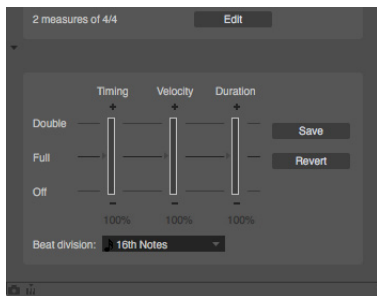 2 measures of 4/4 Edit
Timing Velocity Duration
+ + +
Double
Save
Full
Revert
Off
− − −
100% 100% 100%
Beat division: 16th Notes